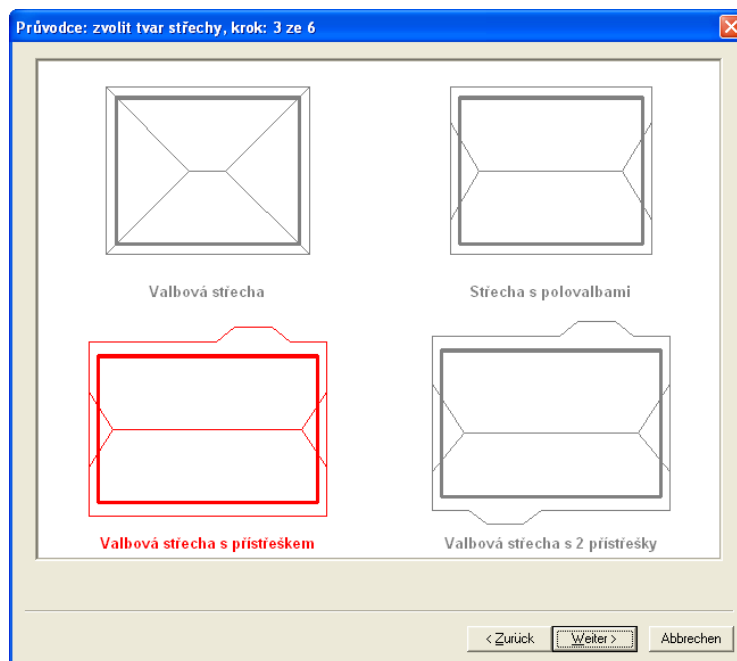 Průvodce: zvolit tvar střechy, krok: 3 ze 6
Valbová střecha
Střecha s polovalbami
Valbová střecha s přístřeškem
Valbová střecha s 2 přístřešky
< Zurück
Weiter >
Abbrechen